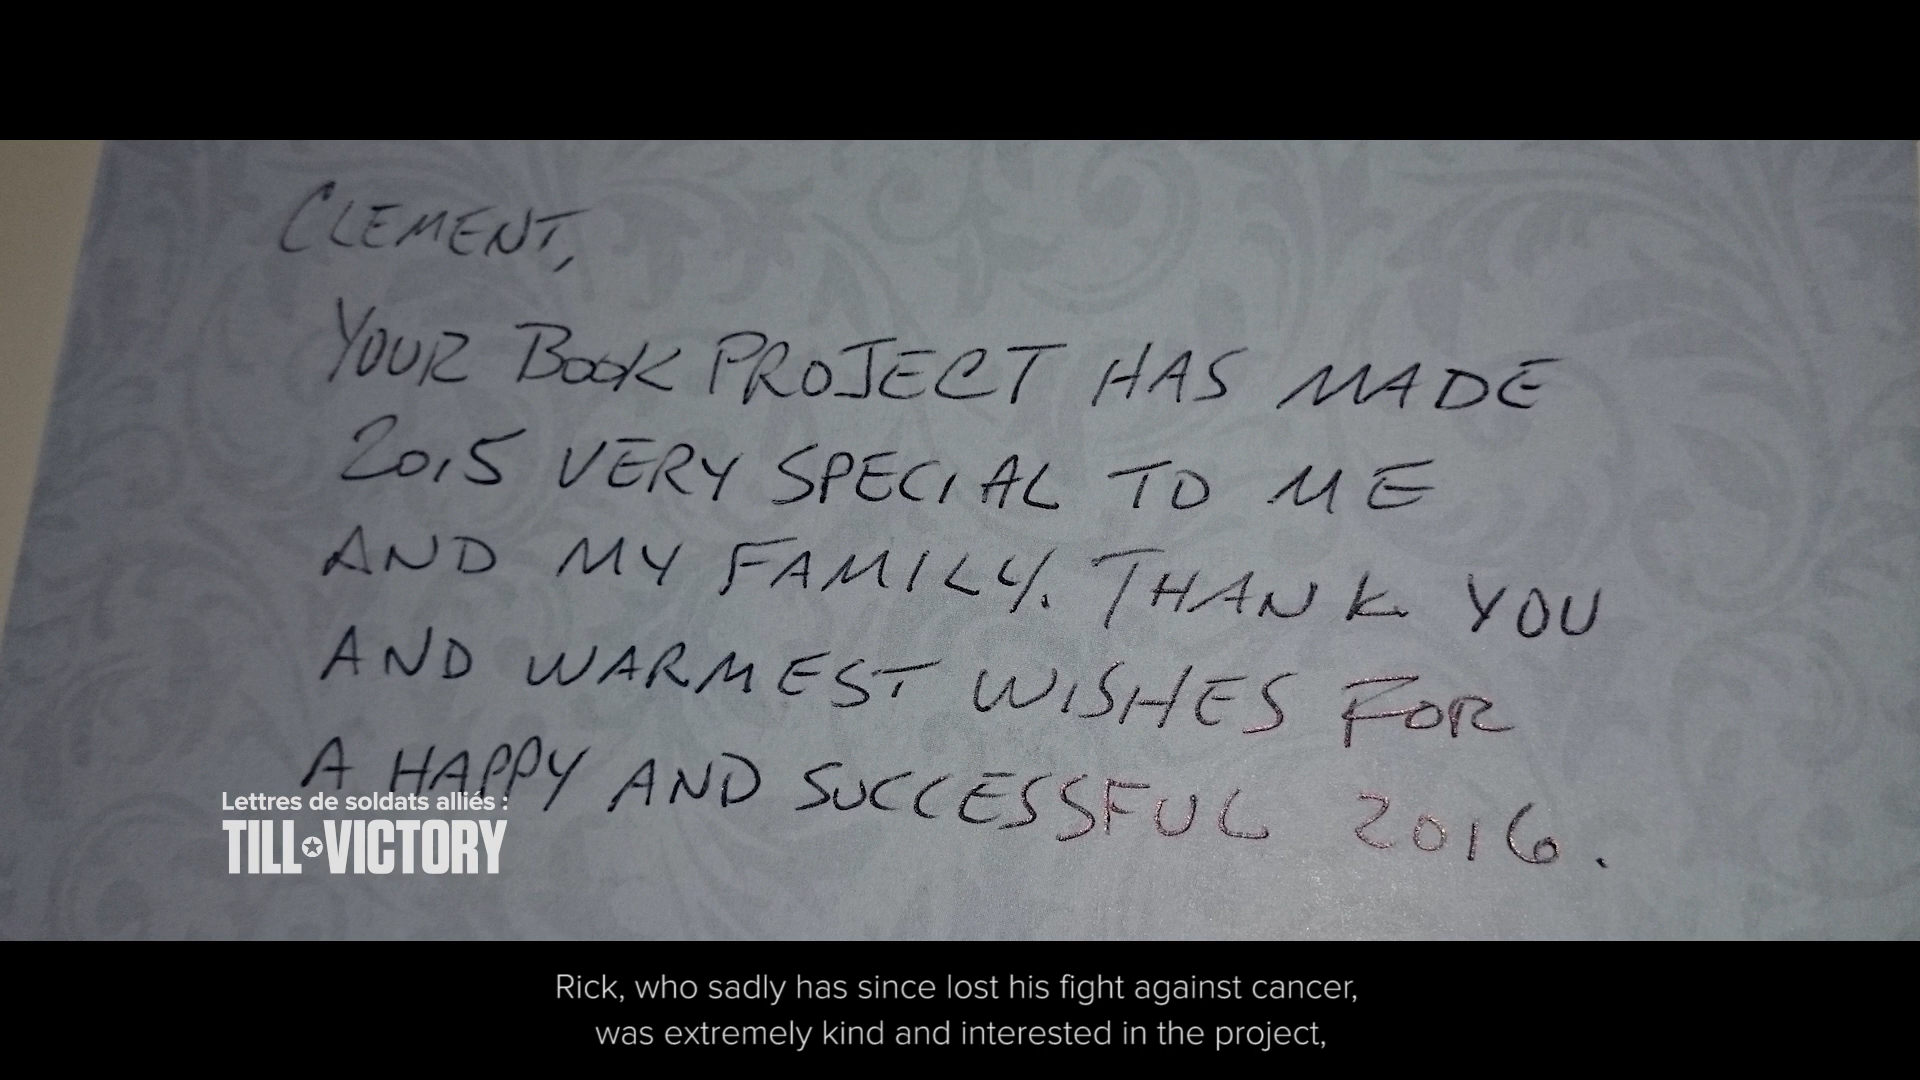 CLEMENT,
YOUR BOOK PROJECT HAS MADE
2015 VERY SPECIAL TO ME
AND MY FAMILY. THANK YOU
AND WARMEST WISHES FOR
A HAPPY AND SUCCESSFUL 2016.
Lettres de soldats alliés :
TILL VICTORY
Rick, who sadly has since lost his fight against cancer,
was extremely kind and interested in the project,